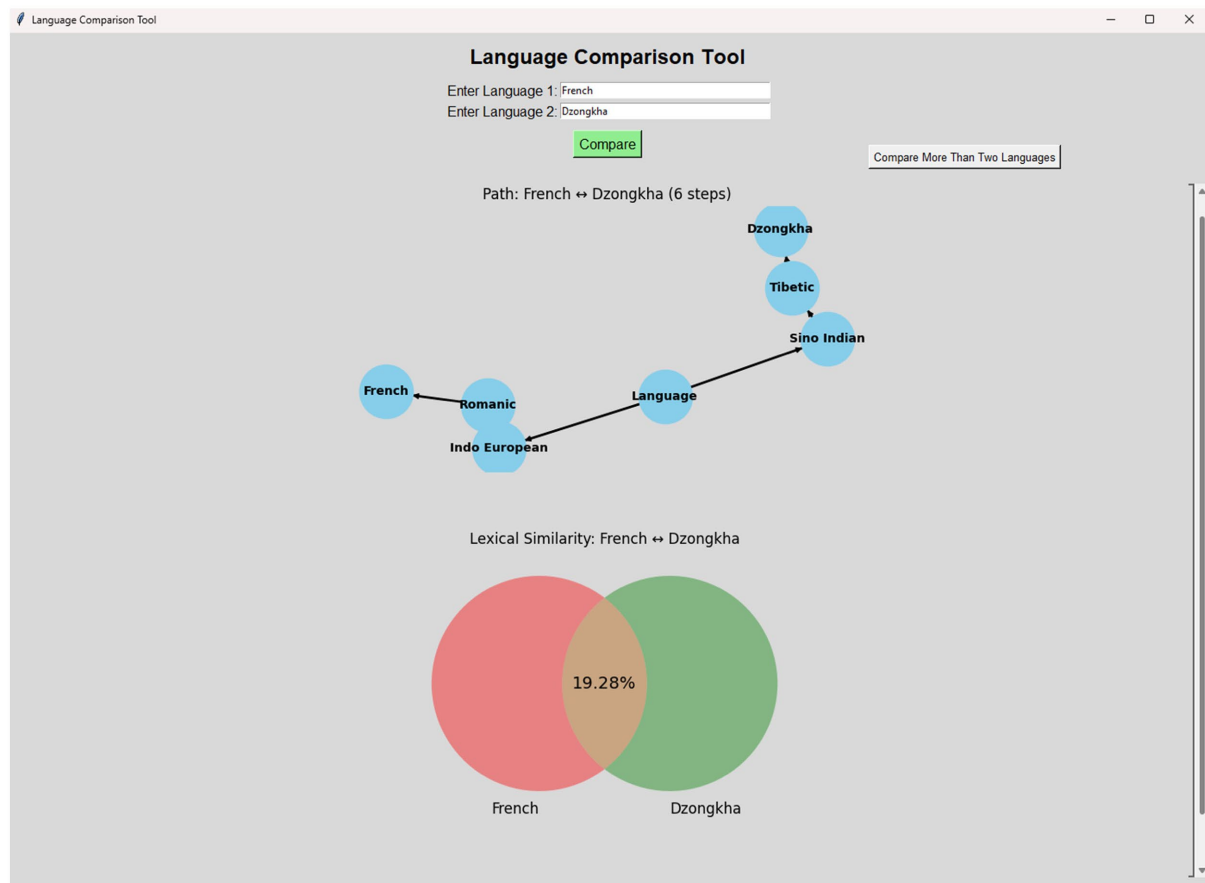 Language Comparison Tool
Language Comparison Tool
Enter Language 1: French
Enter Language 2: Dzongkha
Compare
Compare More Than Two Languages
Path: French ↔ Dzongkha (6 steps)
Dzongkha
Tibetic
Sino Indian
French
Romanic
Language
Indo European
Lexical Similarity: French ↔ Dzongkha
19.28%
French
Dzongkha